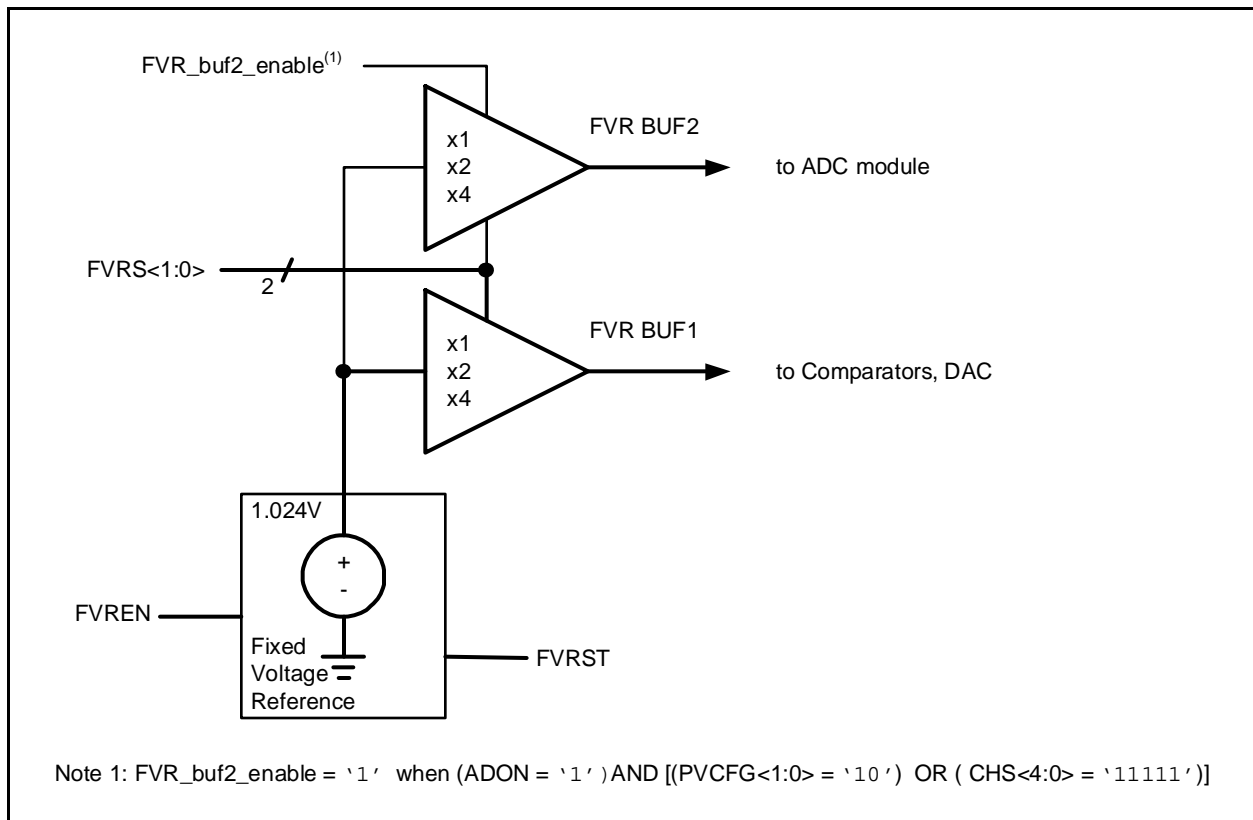 FVR_buf2_enable(1)
FVR BUF2
x1
x2
x4
to ADC module
FVRS<1:0>
2
FVR BUF1
x1
x2
x4
to Comparators, DAC
1.024V
+
-
FVREN
Fixed
Voltage
Reference
FVRST
Note 1: FVR_buf2_enable = ‘1’ when (ADON = ‘1’)AND [(PVCFG<1:0> = ‘10’) OR ( CHS<4:0> = ‘11111’)]